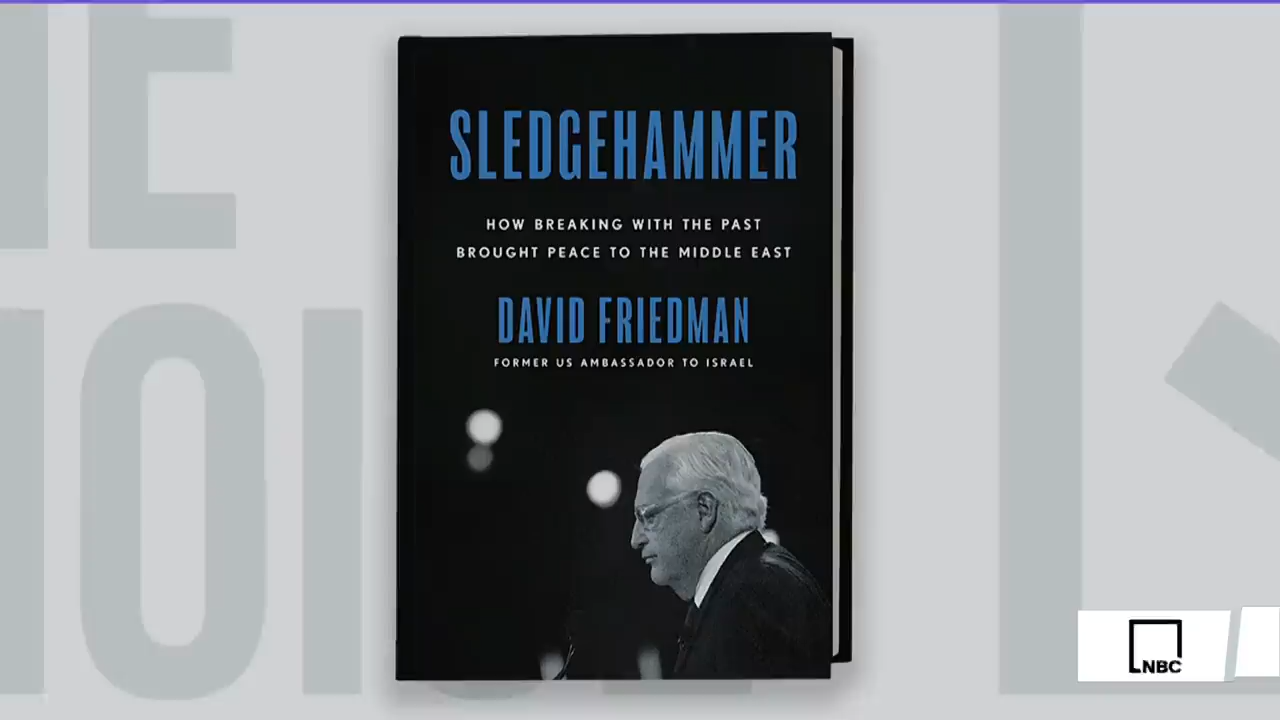 SLEDGEHAMMER
HOW BREAKING WITH THE PAST
BROUGHT PEACE TO THE MIDDLE EAST
DAVID FRIEDMAN
FORMER US AMBASSADOR TO ISRAEL
NBC